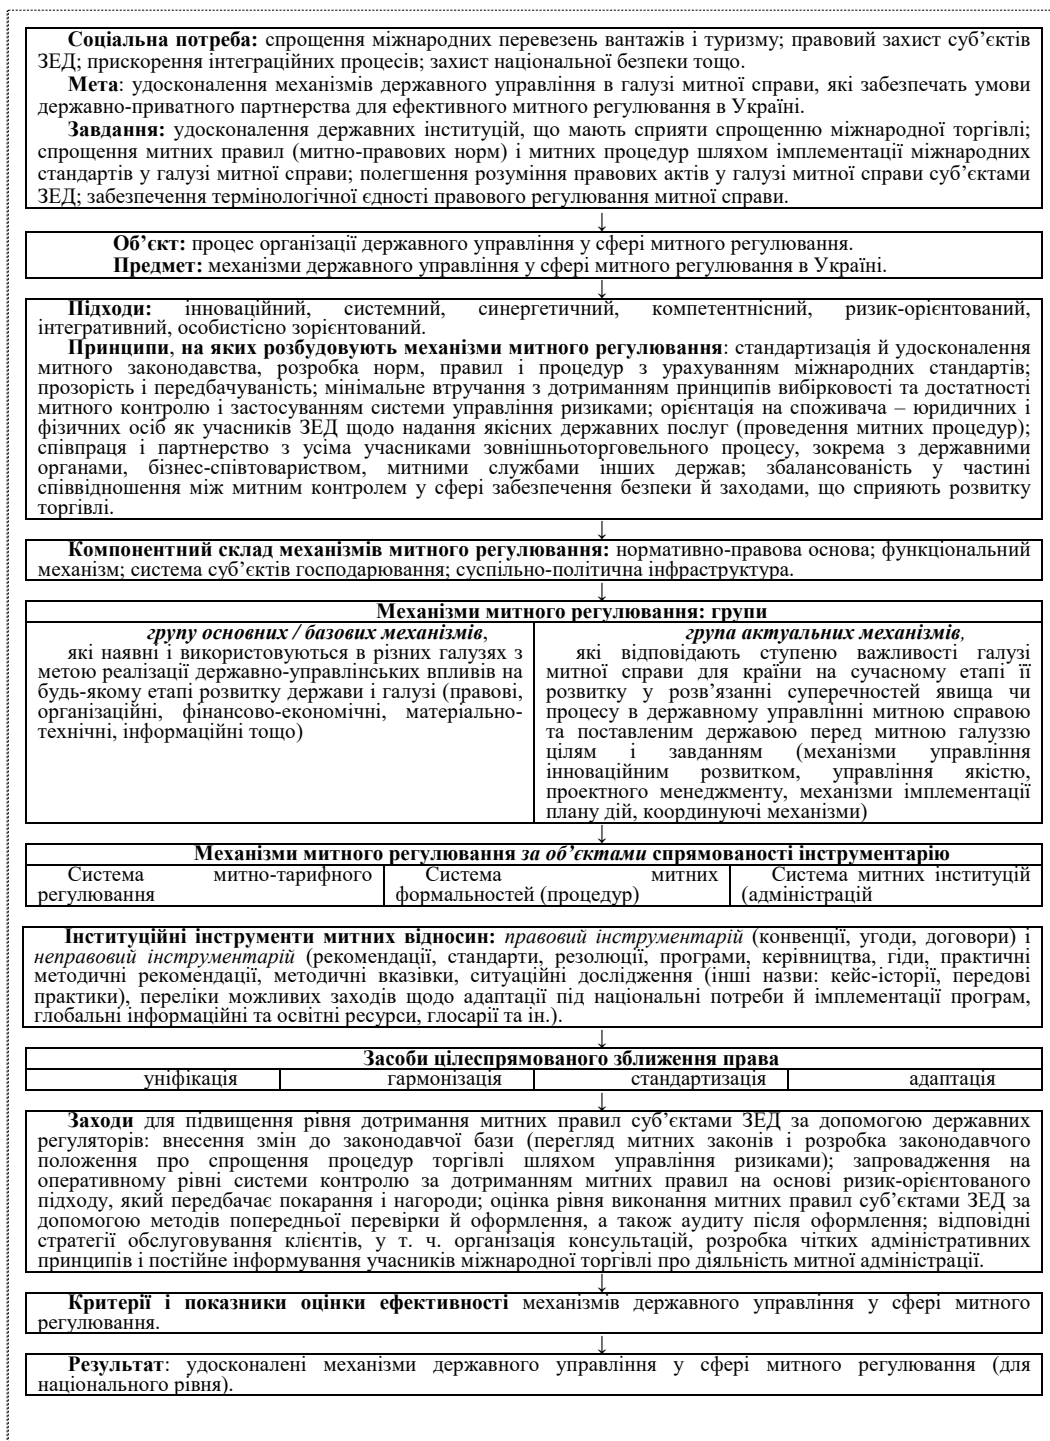 Соціальна потреба: спрощення міжнародних перевезень вантажів і туризму; правовий захист суб’єктів
ЗЕД; прискорення інтеграційних процесів; захист національної безпеки тощо.
Мета: удосконалення механізмів державного управління в галузі митної справи, які забезпечать умови
державно-приватного партнерства для ефективного митного регулювання в Україні.
Завдання: удосконалення державних інституцій, що мають сприяти спрощенню міжнародної торгівлі;
спрощення митних правил (митно-правових норм) і митних процедур шляхом імплементації міжнародних
стандартів у галузі митної справи; полегшення розуміння правових актів у галузі митної справи суб’єктами
ЗЕД; забезпечення термінологічної єдності правового регулювання митної справи.
↓
Об’єкт: процес організації державного управління у сфері митного регулювання.
Предмет: механізми державного управління у сфері митного регулювання в Україні.
↓
Підходи: інноваційний, системний, синергетичний, компетентнісний, ризик-орієнтований,
інтегративний, особистісно зорієнтований.
Принципи, на яких розбудовують механізми митного регулювання: стандартизація й удосконалення
митного законодавства, розробка норм, правил і процедур з урахуванням міжнародних стандартів;
прозорість і передбачуваність; мінімальне втручання з дотриманням принципів вибірковості та достатності
митного контролю і застосуванням системи управління ризиками; орієнтація на споживача – юридичних і
фізичних осіб як учасників ЗЕД щодо надання якісних державних послуг (проведення митних процедур);
співпраця і партнерство з усіма учасниками зовнішньоторговельного процесу, зокрема з державними
органами, бізнес-співтовариством, митними службами інших держав; збалансованість у частині
співвідношення між митним контролем у сфері забезпечення безпеки й заходами, що сприяють розвитку
торгівлі.
↓
Компонентний склад механізмів митного регулювання: нормативно-правова основа; функціональний
механізм; система суб’єктів господарювання; суспільно-політична інфраструктура.
↓
Механізми митного регулювання: групи
групу основних / базових механізмів,
які наявні і використовуються в різних галузях з
метою реалізації державно-управлінських впливів на
будь-якому етапі розвитку держави і галузі (правові,
організаційні, фінансово-економічні, матеріально-
технічні, інформаційні тощо)
група актуальних механізмів,
які відповідають ступеню важливості галузі
митної справи для країни на сучасному етапі її
розвитку у розв’язанні суперечностей явища чи
процесу в державному управлінні митною справою
та поставленим державою перед митною галуззю
цілям і завданням (механізми управління
інноваційним розвитком, управління якістю,
проектного менеджменту, механізми імплементації
плану дій, координуючі механізми)
↓
Механізми митного регулювання за об’єктами спрямованості інструментарію
Система митно-тарифного
регулювання
Система митних
формальностей (процедур)
Система митних інституцій
(адміністрацій
Інституційні інструменти митних відносин: правовий інструментарій (конвенції, угоди, договори) і
неправовий інструментарій (рекомендації, стандарти, резолюції, програми, керівництва, гіди, практичні
методичні рекомендації, методичні вказівки, ситуаційні дослідження (інші назви: кейс-історії, передові
практики), переліки можливих заходів щодо адаптації під національні потреби й імплементації програм,
глобальні інформаційні та освітні ресурси, глосарії та ін.).
↓
Засоби цілеспрямованого зближення права
уніфікація гармонізація стандартизація адаптація
↓
Заходи для підвищення рівня дотримання митних правил суб’єктами ЗЕД за допомогою державних
регуляторів: внесення змін до законодавчої бази (перегляд митних законів і розробка законодавчого
положення про спрощення процедур торгівлі шляхом управління ризиками); запровадження на
оперативному рівні системи контролю за дотриманням митних правил на основі ризик-орієнтованого
підходу, який передбачає покарання і нагороди; оцінка рівня виконання митних правил суб’єктами ЗЕД за
допомогою методів попередньої перевірки й оформлення, а також аудиту після оформлення; відповідні
стратегії обслуговування клієнтів, у т. ч. організація консультацій, розробка чітких адміністративних
принципів і постійне інформування учасників міжнародної торгівлі про діяльність митної адміністрації.
↓
Критерії і показники оцінки ефективності механізмів державного управління у сфері митного
регулювання.
↓
Результат: удосконалені механізми державного управління у сфері митного регулювання (для
національного рівня).